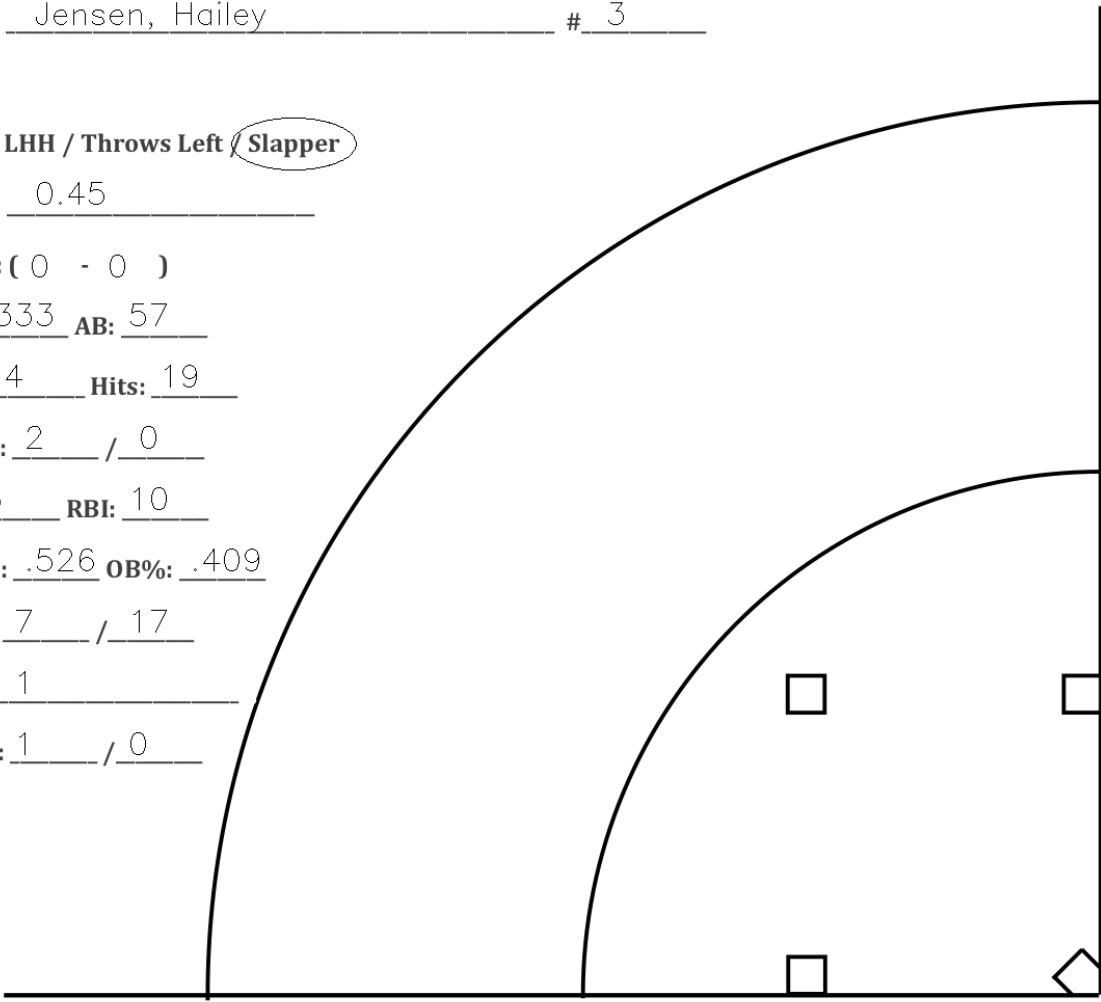 Jensen, Hailey # 3
LHH / Throws Left / Slapper
0.45
: ( 0 - 0 )
333 AB: 57
4 Hits: 19
: 2 / 0
RBI: 10
: .526 OB%: .409
7 / 17
1
: 1 / 0